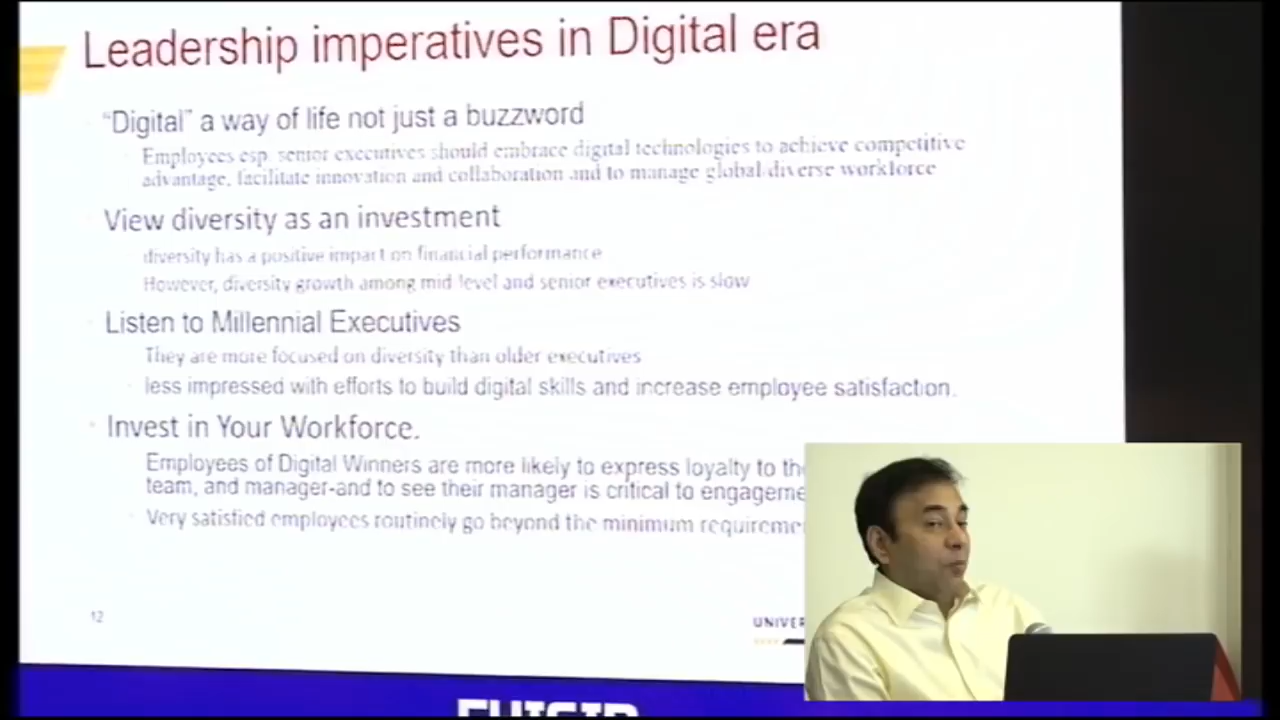 Leadership imperatives in Digital era
“Digital” a way of life not just a buzzword
Employees esp. senior executives should embrace digital technologies to achieve competitive
advantage, facilitate innovation and collaboration and to manage global diverse workforce
View diversity as an investment
diversity has a positive impact on financial performance
However, diversity growth among mid level and senior executives is slow
Listen to Millennial Executives
They are more focused on diversity than older executives
less impressed with efforts to build digital skills and increase employee satisfaction.
Invest in Your Workforce.
Employees of Digital Winners are more likely to express loyalty to th
team, and manager-and to see their manager is critical to engageme
Very satisfied employees routinely go beyond the minimum requireme
12
UNIVER